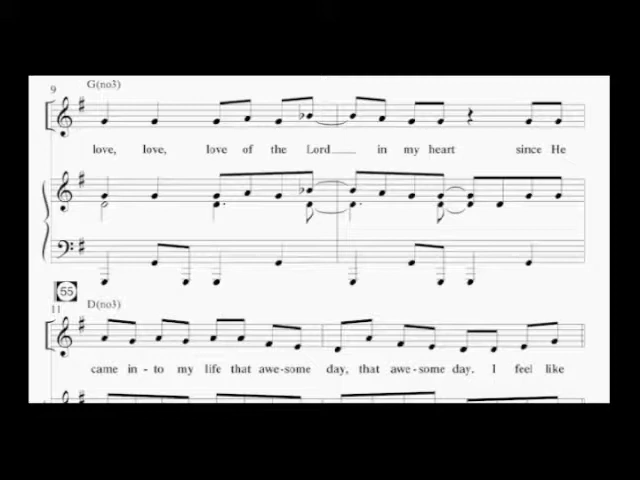 9 G(no3)
love, love, love of the Lord in my heart since He
55
11 D(no3)
came in - to my life that awe - some day, that awe - some day. I feel like